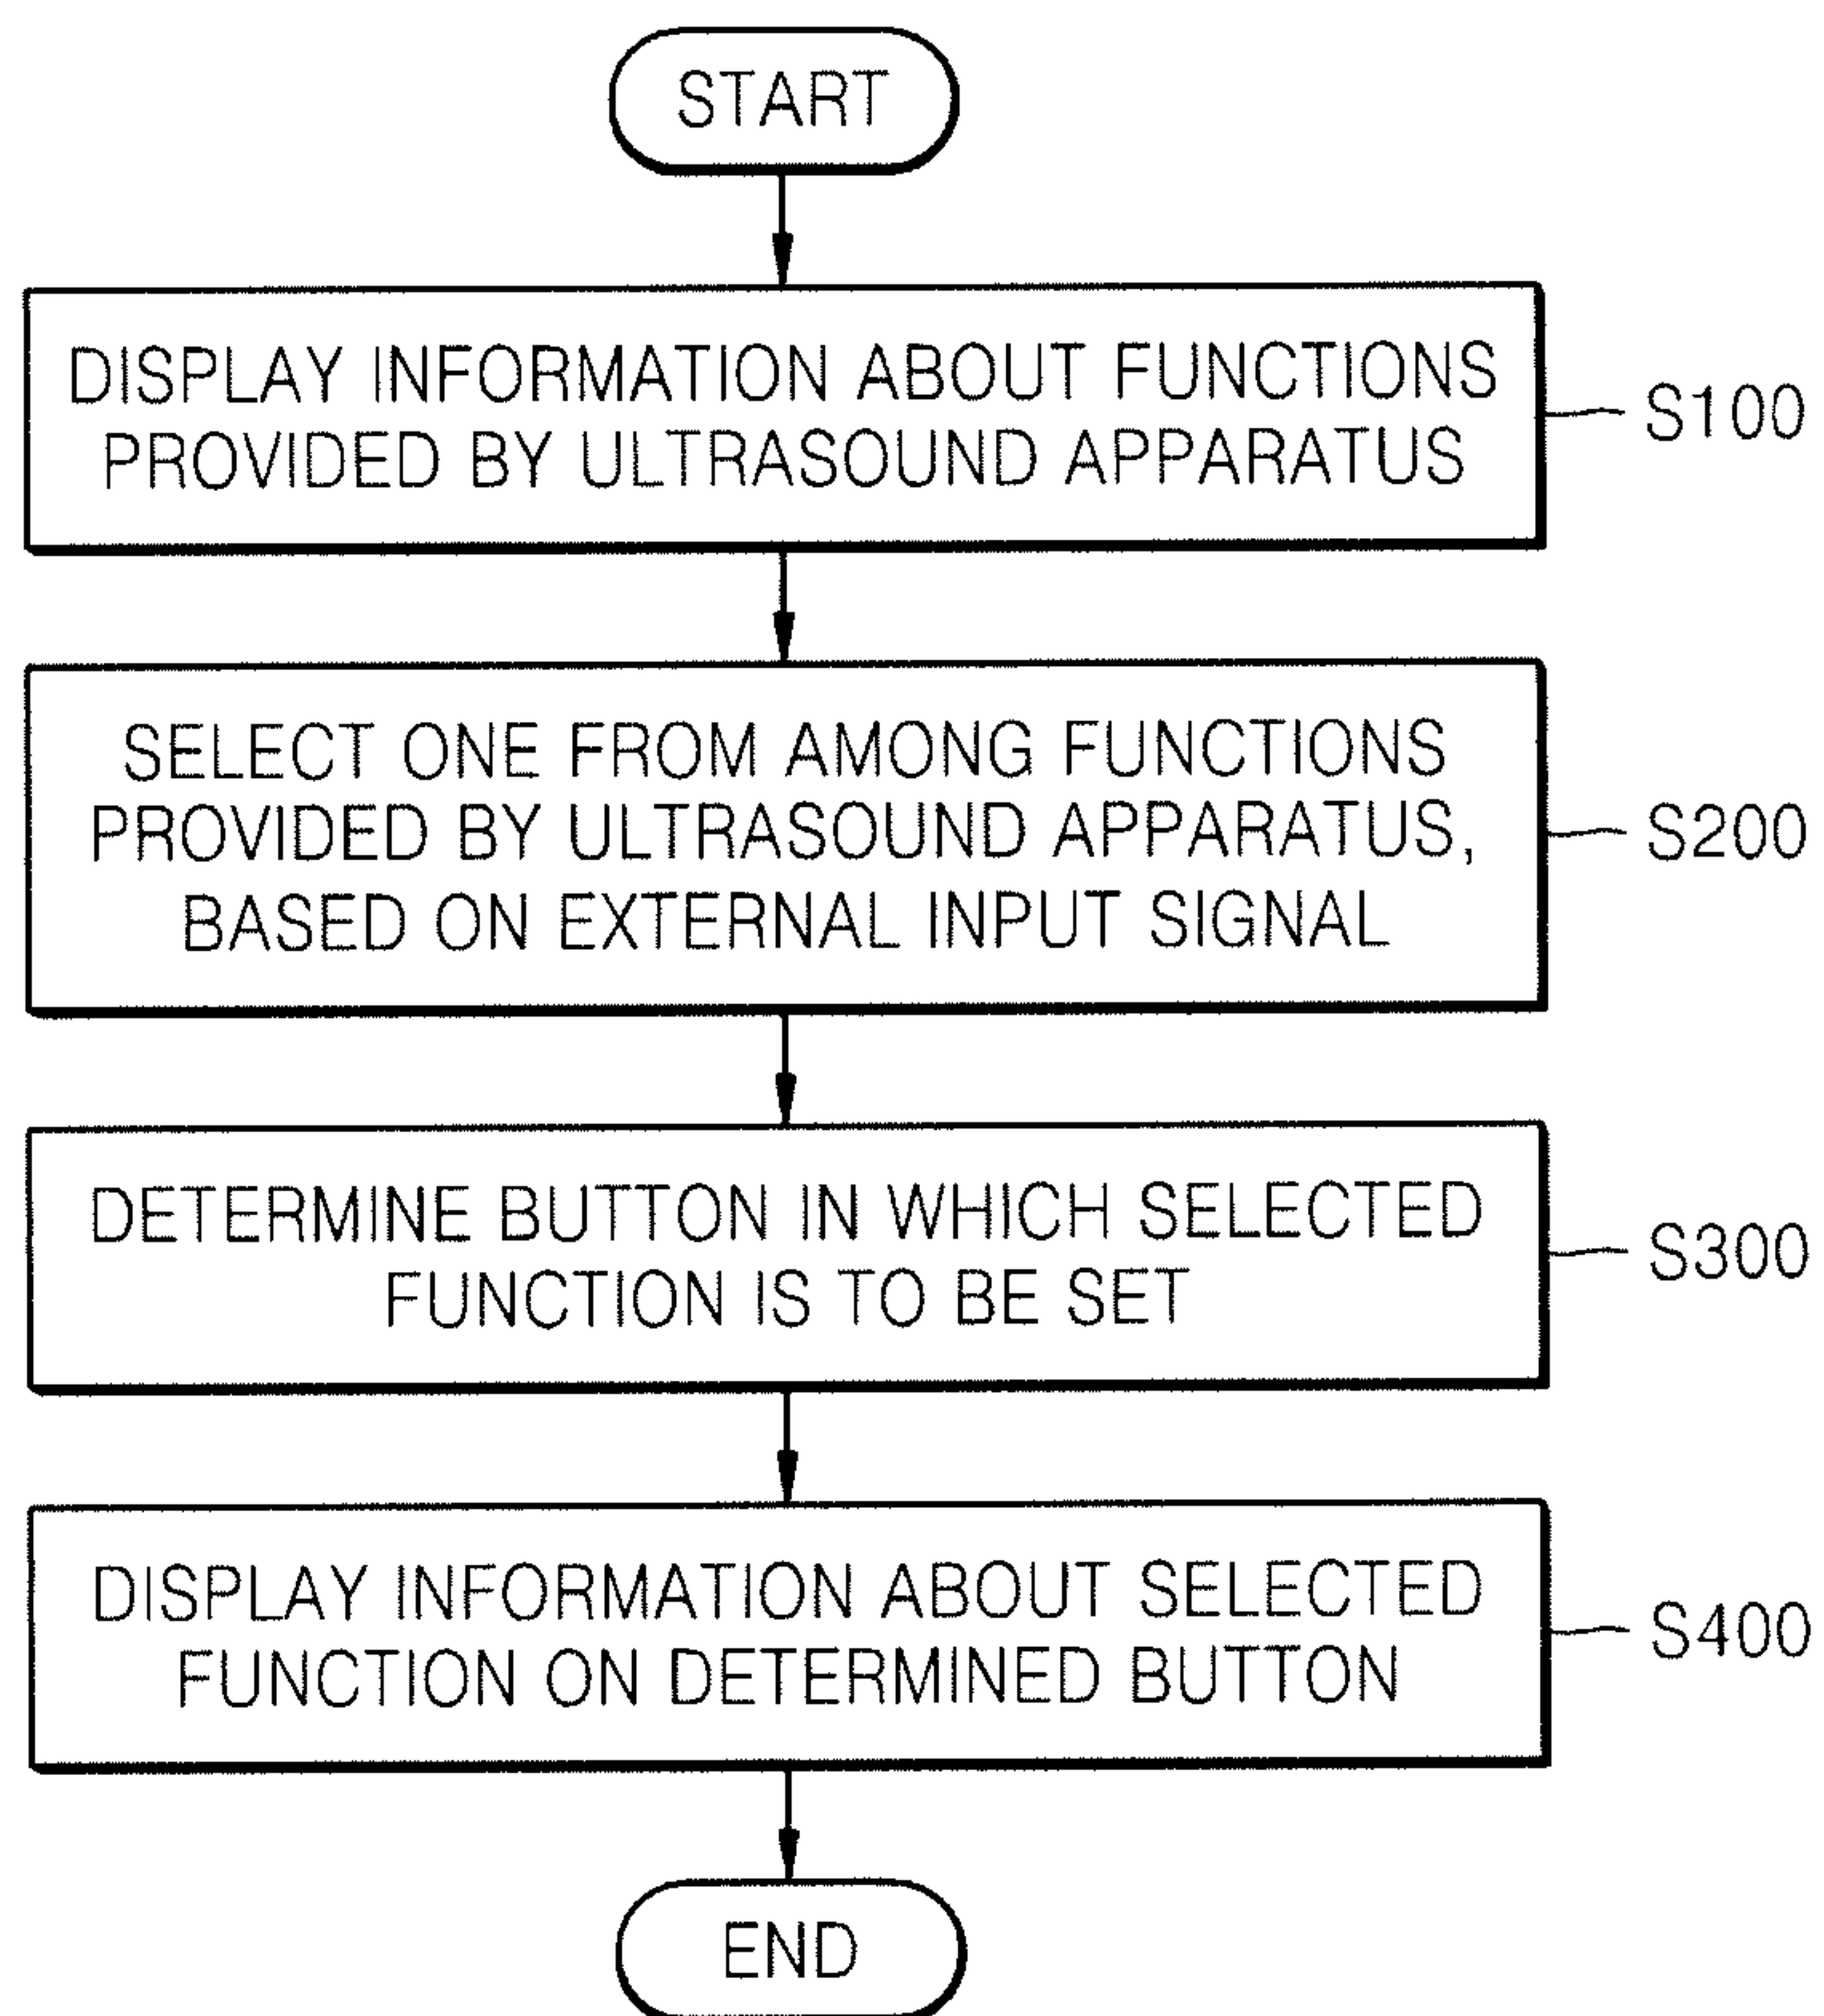 START
DISPLAY INFORMATION ABOUT FUNCTIONS
PROVIDED BY ULTRASOUND APPARATUS
S100
SELECT ONE FROM AMONG FUNCTIONS
PROVIDED BY ULTRASOUND APPARATUS,
BASED ON EXTERNAL INPUT SIGNAL
S200
DETERMINE BUTTON IN WHICH SELECTED
FUNCTION IS TO BE SET
S300
DISPLAY INFORMATION ABOUT SELECTED
FUNCTION ON DETERMINED BUTTON
S400
END